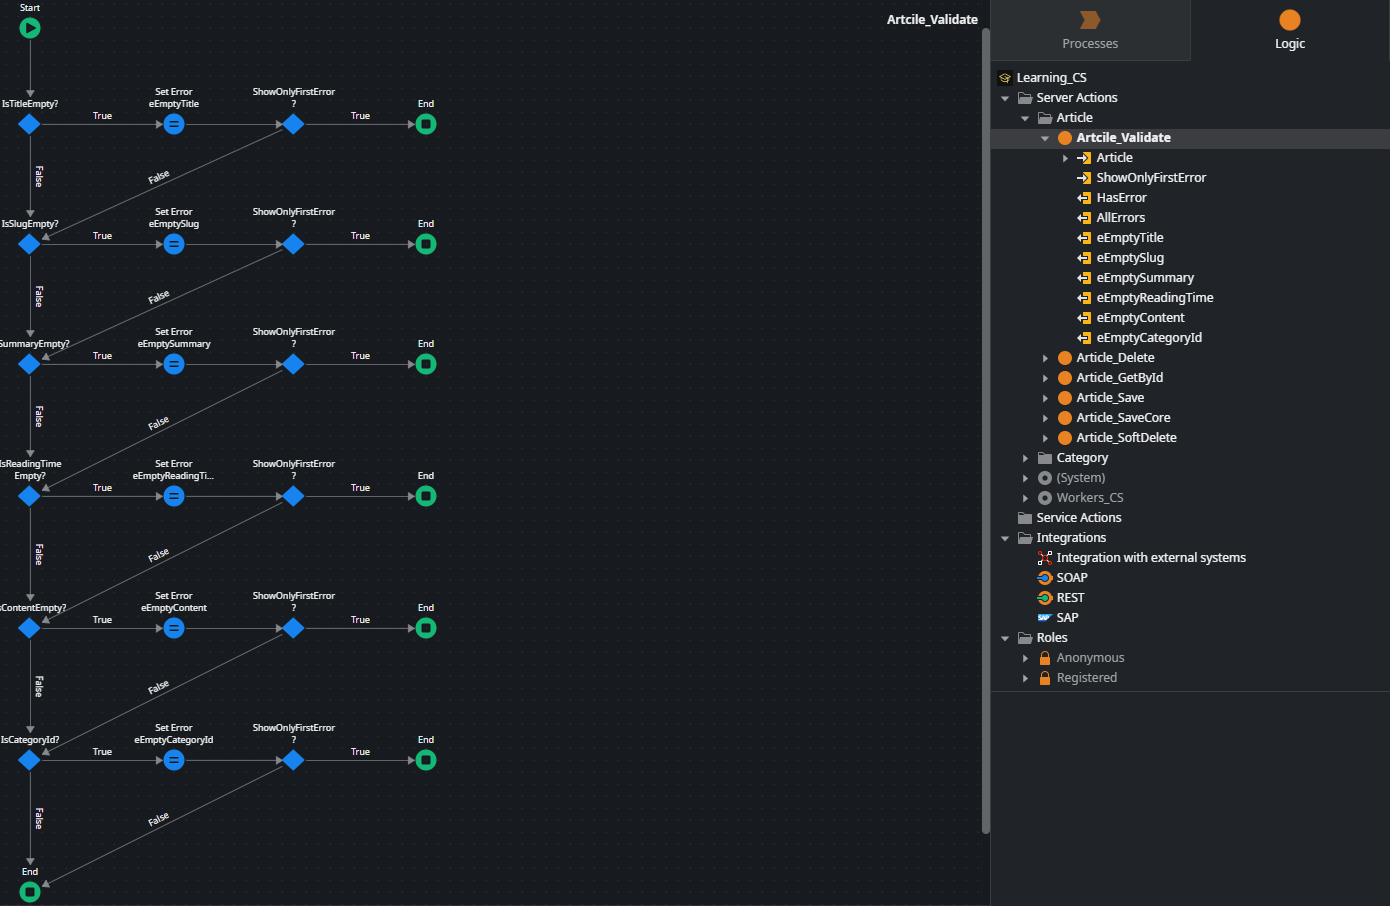 Start
Artcile_Validate
IsTitleEmpty?
True
Set Error
eEmptyTitle
ShowOnlyFirstError
?
True
End
False
False
IsSlugEmpty?
True
Set Error
eEmptySlug
ShowOnlyFirstError
?
True
End
False
False
SummaryEmpty?
True
Set Error
eEmptySummary
ShowOnlyFirstError
?
True
End
False
False
IsReadingTime
Empty?
True
Set Error
eEmptyReadingTi...
ShowOnlyFirstError
?
True
End
False
False
sContentEmpty?
True
Set Error
eEmptyContent
ShowOnlyFirstError
?
True
End
False
False
IsCategoryId?
True
Set Error
eEmptyCategoryId
ShowOnlyFirstError
?
True
End
False
False
End
Processes
Logic
Learning_CS
Server Actions
Article
Artcile_Validate
Article
ShowOnlyFirstError
HasError
AllErrors
eEmptyTitle
eEmptySlug
eEmptySummary
eEmptyReadingTime
eEmptyContent
eEmptyCategoryId
Article_Delete
Article_GetById
Article_Save
Article_SaveCore
Article_SoftDelete
Category
(System)
Workers_CS
Service Actions
Integrations
Integration with external systems
SOAP
REST
SAP
SAP
Roles
Anonymous
Registered